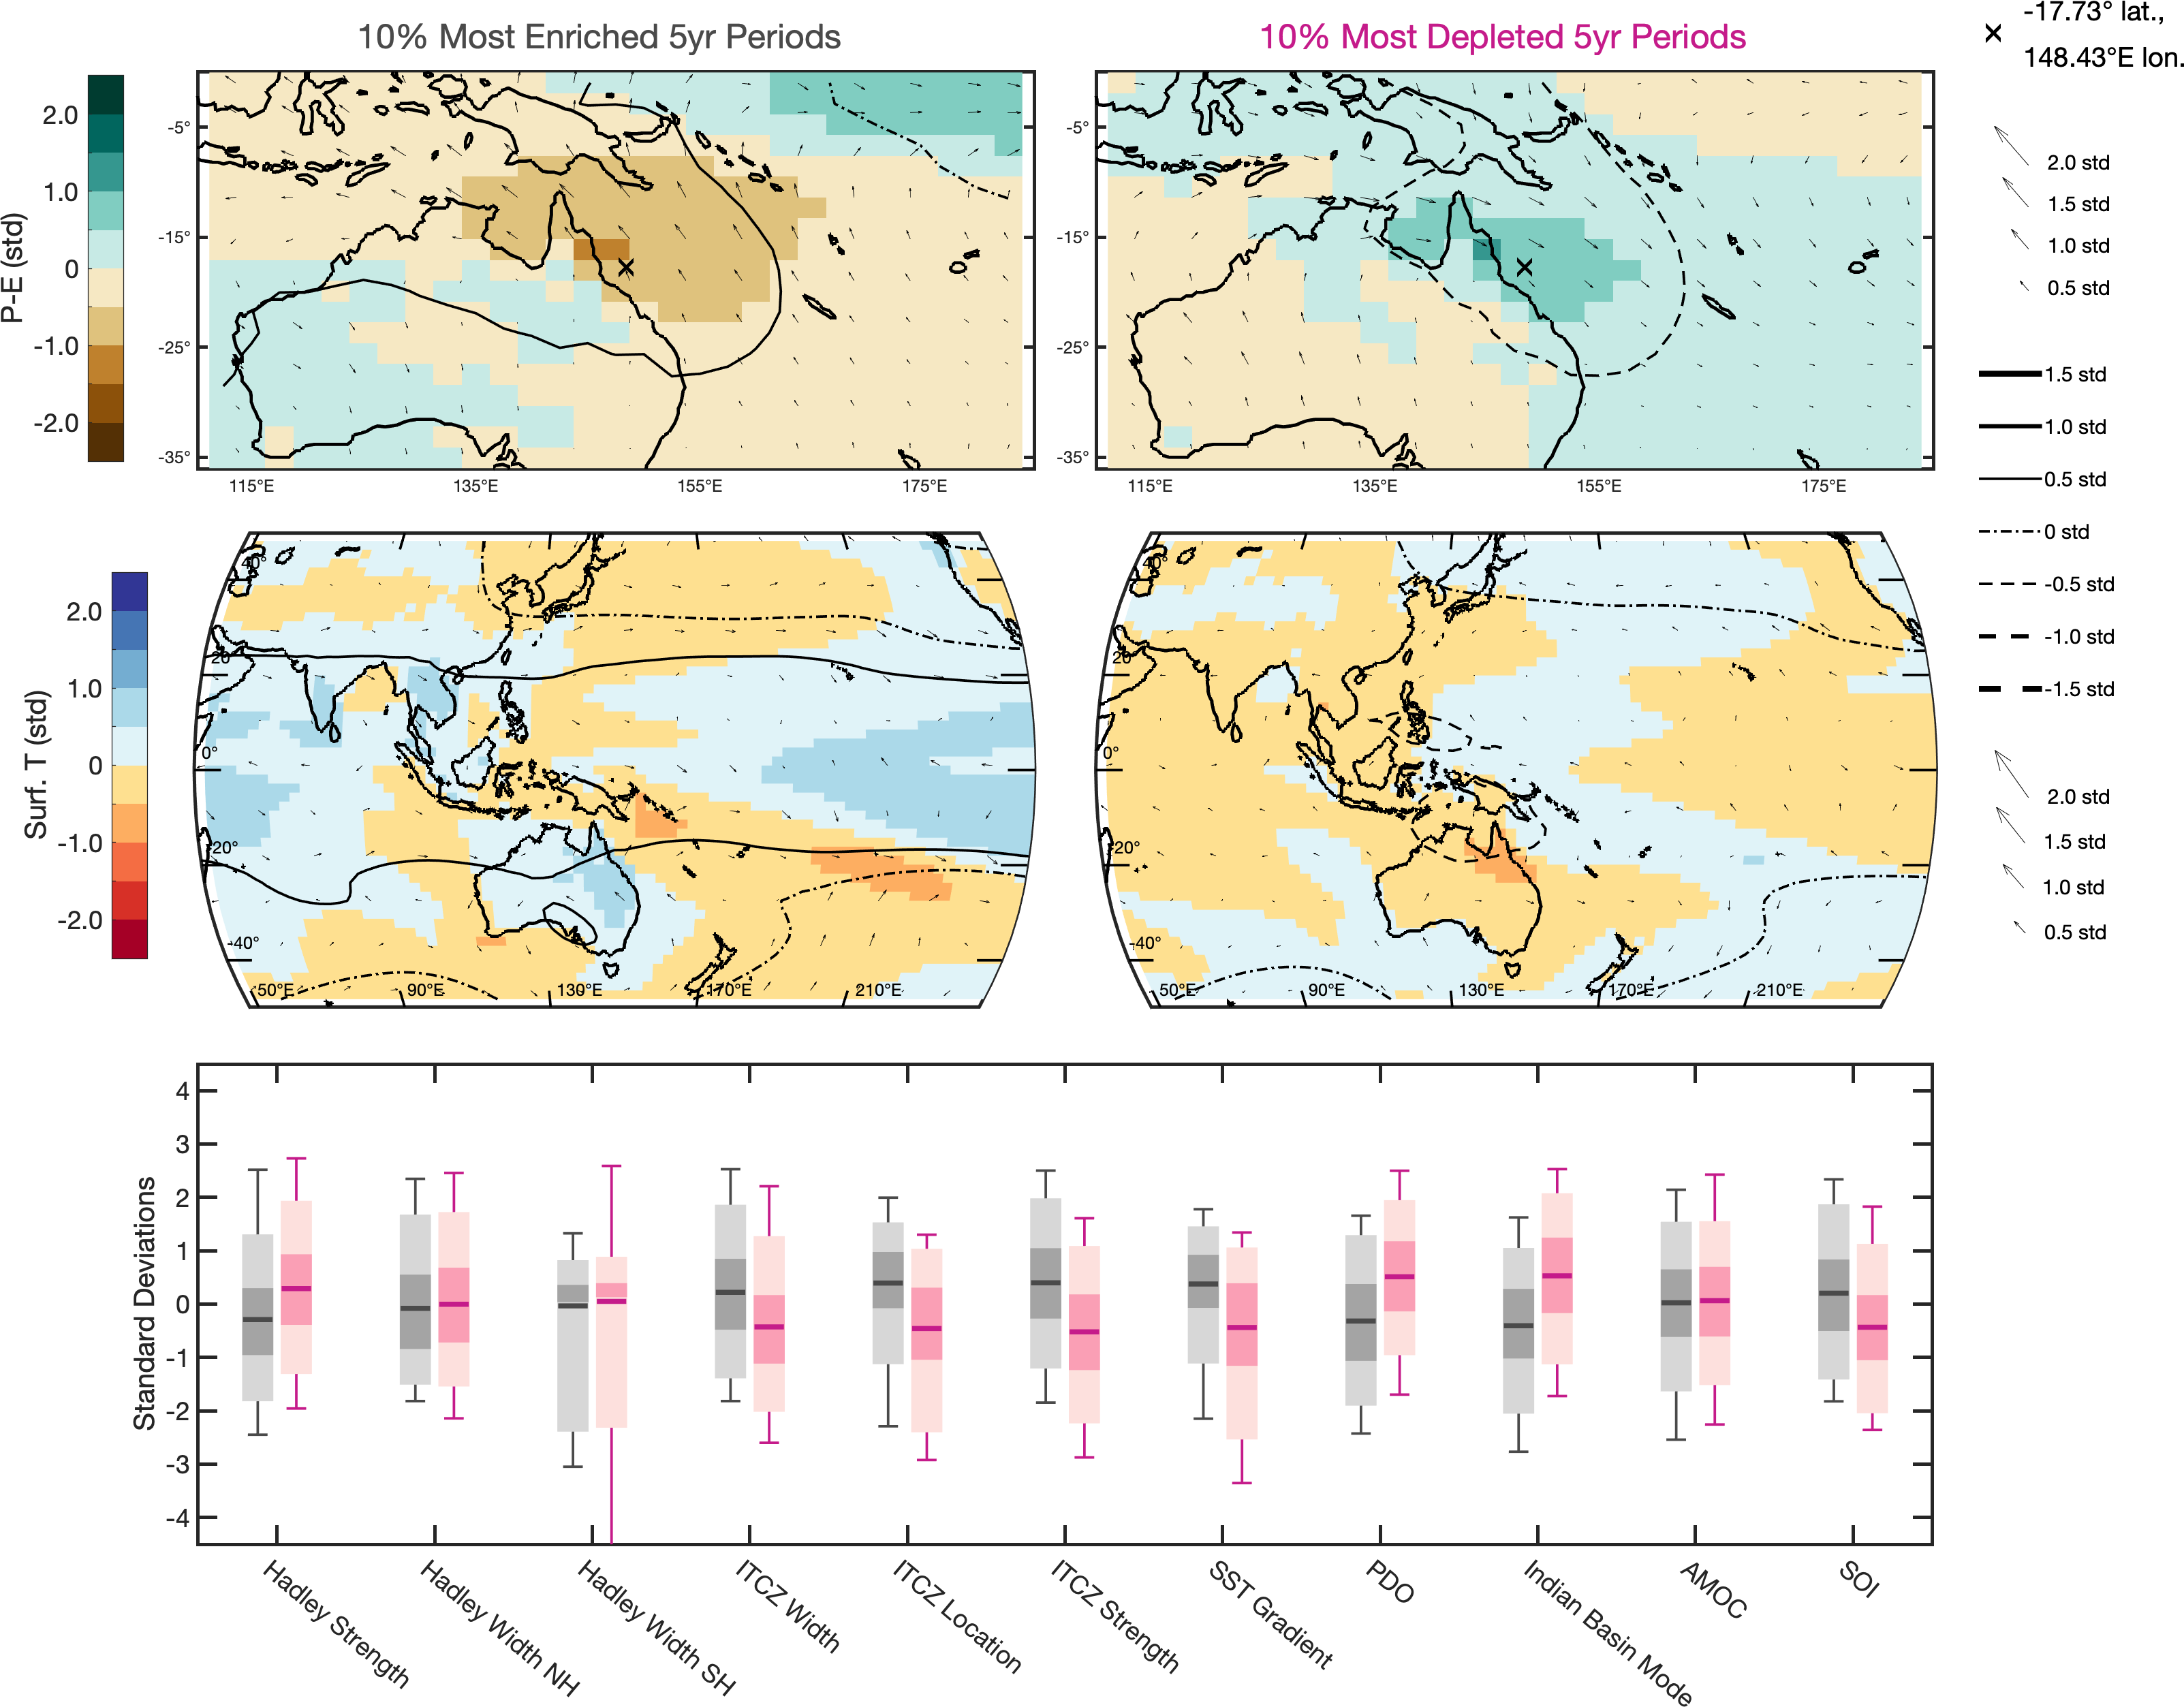 10% Most Enriched 5yr Periods
10% Most Depleted 5yr Periods
-17.73° lat.,
148.43°E lon.
P-E (std)
2.0
1.0
0
-1.0
-2.0
-5°
-15°
-25°
-35°
115°E
135°E
155°E
175°E
-5°
-15°
-25°
-35°
115°E
135°E
155°E
175°E
2.0 std
1.5 std
1.0 std
0.5 std
1.5 std
1.0 std
0.5 std
0 std
-0.5 std
-1.0 std
-1.5 std
2.0 std
1.5 std
1.0 std
0.5 std
Surf. T (std)
2.0
1.0
0
-1.0
-2.0
40°
20°
0°
-20°
-40°
50°E
90°E
130°E
170°E
210°E
40°
20°
0°
-20°
-40°
50°E
90°E
130°E
170°E
210°E
Standard Deviations
4
3
2
1
0
-1
-2
-3
-4
Hadley Strength
Hadley Width NH
Hadley Width SH
ITCZ Width
ITCZ Location
ITCZ Strength
SST Gradient
PDO
Indian Basin Mode
AMOC
SOI